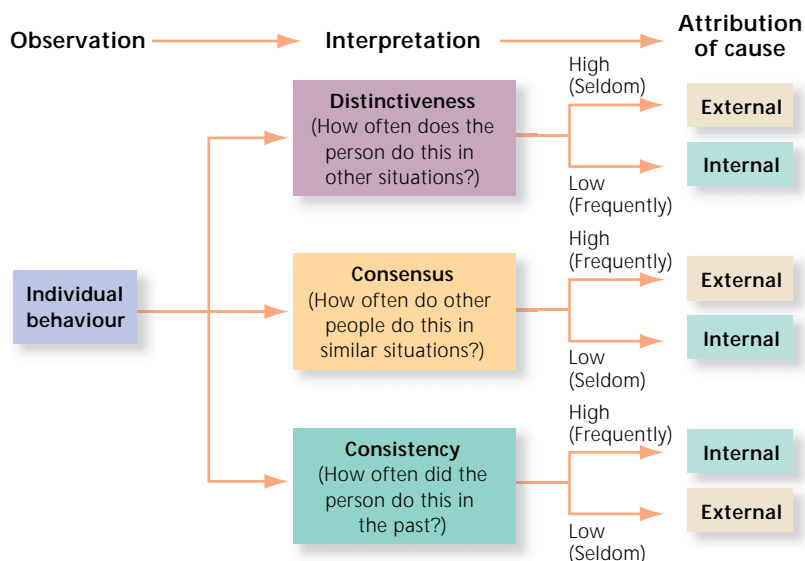 Observation
Interpretation
Attribution
of cause
Distinctiveness
(How often does the
person do this in
other situations?)
High
(Seldom)
External
Low
(Frequently)
Internal
Individual
behaviour
Consensus
(How often do other
people do this in
similar situations?)
High
(Frequently)
External
Low
(Seldom)
Internal
Consistency
(How often did the
person do this in
the past?)
High
(Frequently)
Internal
Low
(Seldom)
External